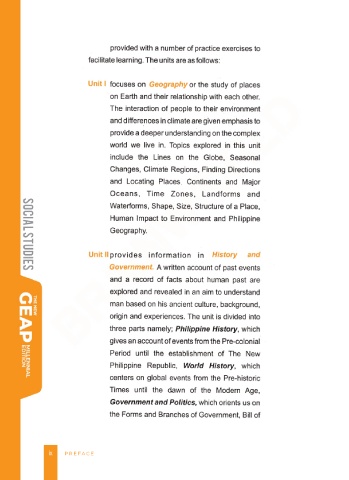 provided with a number of practice exercises to
facilitate learning. The units are as follows:
Unit I focuses on Geography or the study of places
on Earth and their relationship with each other.
The interaction of people to their environment
and differences in climate are given emphasis to
provide a deeper understanding on the complex
world we live in. Topics explored in this unit
include the Lines on the Globe, Seasonal
Changes, Climate Regions, Finding Directions
and Locating Places, Continents and Major
Oceans, Time Zones, Landforms and
Waterforms, Shape, Size, Structure of a Place,
Human Impact to Environment and Philippine
Geography.
Unit II provides information in History and
Government. A written account of past events
and a record of facts about human past are
explored and revealed in an aim to understand
man based on his ancient culture, background,
origin and experiences. The unit is divided into
three parts namely; Philippine History, which
gives an account of events from the Pre-colonial
Period until the establishment of The New
Philippine Republic, World History, which
centers on global events from the Pre-historic
Times until the dawn of the Modern Age,
Government and Politics, which orients us on
the Forms and Branches of Government, Bill of
SOCIAL STUDIES
THE NEW
GEAP
MILLENNIAL
EDITION
PREFACE